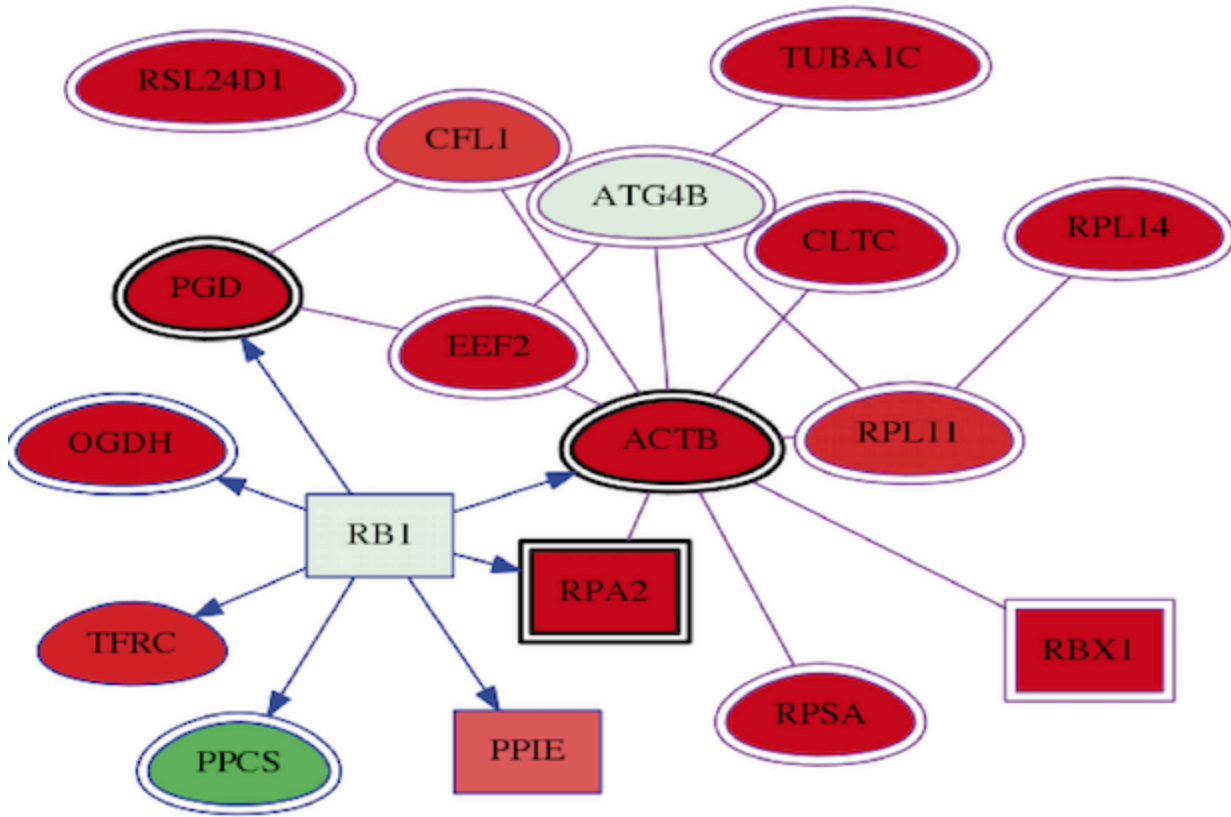 TUBA1C
RSL24D1
CFL1
ATG4B
RPL14
CLTC
PGD
EEF2
OGDH
ACTB
RPL11
RB1
RPA2
TFRC
RBX1
RPSA
PPCS
PPIE